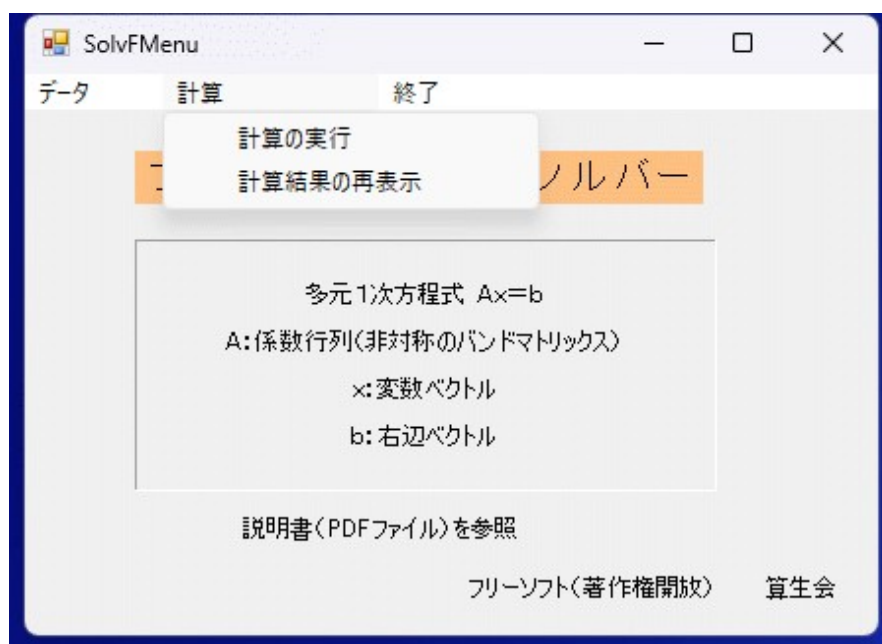 SolvFMenu
データ 計算 終了
計算の実行
計算結果の再表示
ルバー
多元1次方程式 Ax=b
A:係数行列(非対称のバンドマトリックス)
x:変数ベクトル
b:右辺ベクトル
説明書(PDFファイル)を参照
フリーソフト(著作権開放) 算生会